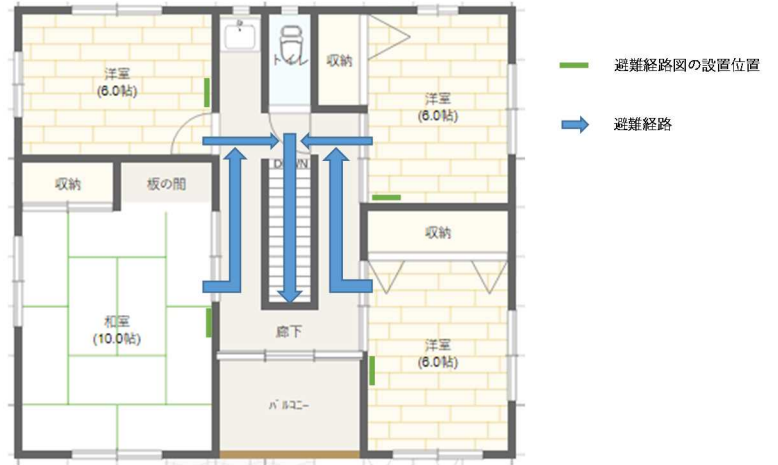 洋室
(6.0帖)
トイレ
収納
洋室
(6.0帖)
避難経路図の設置位置
避難経路
DOWN
収納
板の間
収納
和室
(10.0帖)
廊下
洋室
(6.0帖)
バルコニー